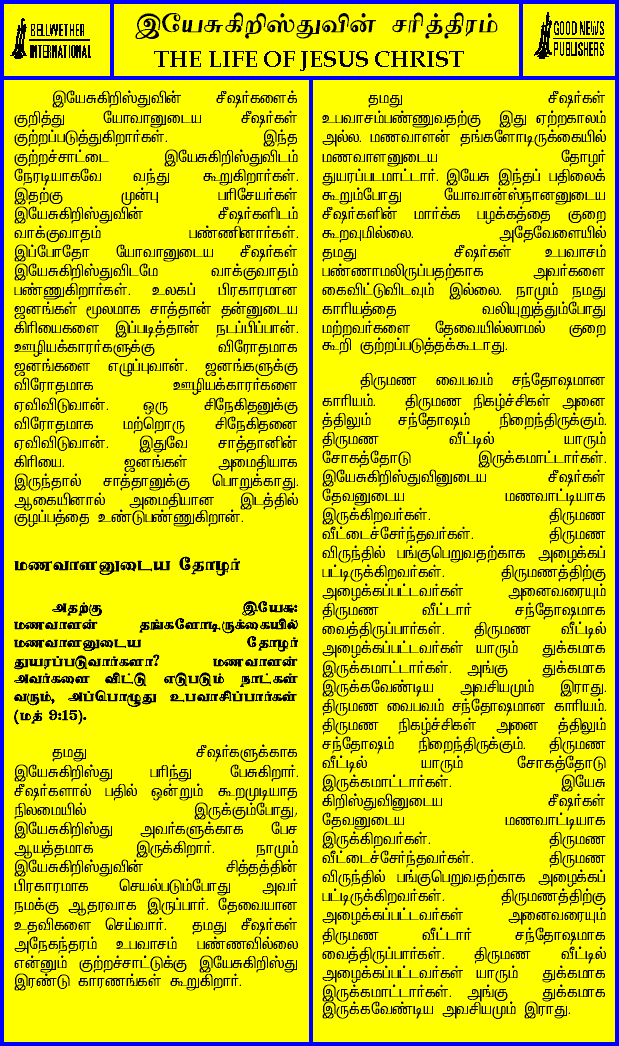 BELLWETHER
INTERNATIONAL
இயேசுகிறிஸ்துவின் சரித்திரம்
THE LIFE OF JESUS CHRIST
GOOD NEWS
PUBLISHERS
இயேசுகிறிஸ்துவின் சீஷர்களைக்
குறித்து யோவானுடைய சீஷர்கள்
குற்றப்படுத்துகிறார்கள். இந்த
குற்றச்சாட்டை இயேசுகிறிஸ்துவிடம்
நேரடியாகவே வந்து கூறுகிறார்கள்.
இதற்கு முன்பு பரிசேயர்கள்
இயேசுகிறிஸ்துவின் சீஷர்களிடம்
வாக்குவாதம் பண்ணினார்கள்.
இப்போதோ யோவானுடைய சீஷர்கள்
இயேசுகிறிஸ்துவிடமே வாக்குவாதம்
பண்ணுகிறார்கள். உலகப் பிரகாரமான
ஜனங்கள் மூலமாக சாத்தான் தன்னுடைய
கிரியைகளை இப்படித்தான் நடப்பிப்பான்.
ஊழியக்காரர்களுக்கு விரோதமாக
ஜனங்களை எழுப்புவான். ஜனங்களுக்கு
விரோதமாக ஊழியக்காரர்களை
ஏவிவிடுவான். ஒரு சிநேகிதனுக்கு
விரோதமாக மற்றொரு சிநேகிதனை
ஏவிவிடுவான். இதுவே சாத்தானின்
கிரியை. ஜனங்கள் அமைதியாக
இருந்தால் சாத்தானுக்கு பொறுக்காது.
ஆகையினால் அமைதியான இடத்தில்
குழப்பத்தை உண்டுபண்ணுகிறான்.
மணவாளனுடைய தோழர்
அதற்கு இயேசு:
மணவாளன் தங்களோடிருக்கையில்
மணவாளனுடைய தோழர்
துயரப்படுவார்களா? மணவாளன்
அவர்களை விட்டு எடுபடும் நாட்கள்
வரும், அப்பொழுது உபவாசிப்பார்கள்
(மத் 9:15).
தமது சீஷர்களுக்காக
இயேசுகிறிஸ்து பரிந்து பேசுகிறார்.
சீஷர்களால் பதில் ஒன்றும் கூறமுடியாத
நிலமையில் இருக்கும்போது,
இயேசுகிறிஸ்து அவர்களுக்காக பேச
ஆயத்தமாக இருக்கிறார். நாமும்
இயேசுகிறிஸ்துவின் சித்தத்தின்
பிரகாரமாக செயல்படும்போது அவர்
நமக்கு ஆதரவாக இருப்பார். தேவையான
உதவிகளை செய்வார். தமது சீஷர்கள்
அநேகந்தரம் உபவாசம் பண்ணவில்லை
என்னும் குற்றச்சாட்டுக்கு இயேசுகிறிஸ்து
இரண்டு காரணங்கள் கூறுகிறார்.
தமது சீஷர்கள்
உபவாசம்பண்ணுவதற்கு இது ஏற்றகாலம்
அல்ல. மணவாளன் தங்களோடிருக்கையில்
மணவாளனுடைய தோழர்
துயரப்படமாட்டார். இயேசு இந்தப் பதிலைக்
கூறும்போது யோவான்ஸ்நானனுடைய
சீஷர்களின் மார்க்க பழக்கத்தை குறை
கூறவுமில்லை. அதேவேளையில்
தமது சீஷர்கள் உபவாசம்
பண்ணாமலிருப்பதற்காக அவர்களை
கைவிட்டுவிடவும் இல்லை. நாமும் நமது
காரியத்தை வலியுறுத்தும்போது
மற்றவர்களை தேவையில்லாமல் குறை
கூறி குற்றப்படுத்தக்கூடாது.
திருமண வைபவம் சந்தோஷமான
காரியம். திருமண நிகழ்ச்சிகள் அனை
த்திலும் சந்தோஷம் நிறைந்திருக்கும்.
திருமண வீட்டில் யாரும்
சோகத்தோடு இருக்கமாட்டார்கள்.
இயேசுகிறிஸ்துவினுடைய சீஷர்கள்
தேவனுடைய மணவாட்டியாக
இருக்கிறவர்கள். திருமண
வீட்டைச்சேர்ந்தவர்கள். திருமண
விருந்தில் பங்குபெறுவதற்காக அழைக்கப்
பட்டிருக்கிறவர்கள். திருமணத்திற்கு
அழைக்கப்பட்டவர்கள் அனைவரையும்
திருமண வீட்டார் சந்தோஷமாக
வைத்திருப்பார்கள். திருமண வீட்டில்
அழைக்கப்பட்டவர்கள் யாரும் துக்கமாக
இருக்கமாட்டார்கள். அங்கு துக்கமாக
இருக்கவேண்டிய அவசியமும் இராது.
திருமண வைபவம் சந்தோஷமான காரியம்.
திருமண நிகழ்ச்சிகள் அனை த்திலும்
சந்தோஷம் நிறைந்திருக்கும். திருமண
வீட்டில் யாரும் சோகத்தோடு
இருக்கமாட்டார்கள். இயேசு
கிறிஸ்துவினுடைய சீஷர்கள்
தேவனுடைய மணவாட்டியாக
இருக்கிறவர்கள். திருமண
வீட்டைச்சேர்ந்தவர்கள். திருமண
விருந்தில் பங்குபெறுவதற்காக அழைக்கப்
பட்டிருக்கிறவர்கள். திருமணத்திற்கு
அழைக்கப்பட்டவர்கள் அனைவரையும்
திருமண வீட்டார் சந்தோஷமாக
வைத்திருப்பார்கள். திருமண வீட்டில்
அழைக்கப்பட்டவர்கள் யாரும் துக்கமாக
இருக்கமாட்டார்கள். அங்கு துக்கமாக
இருக்கவேண்டிய அவசியமும் இராது.